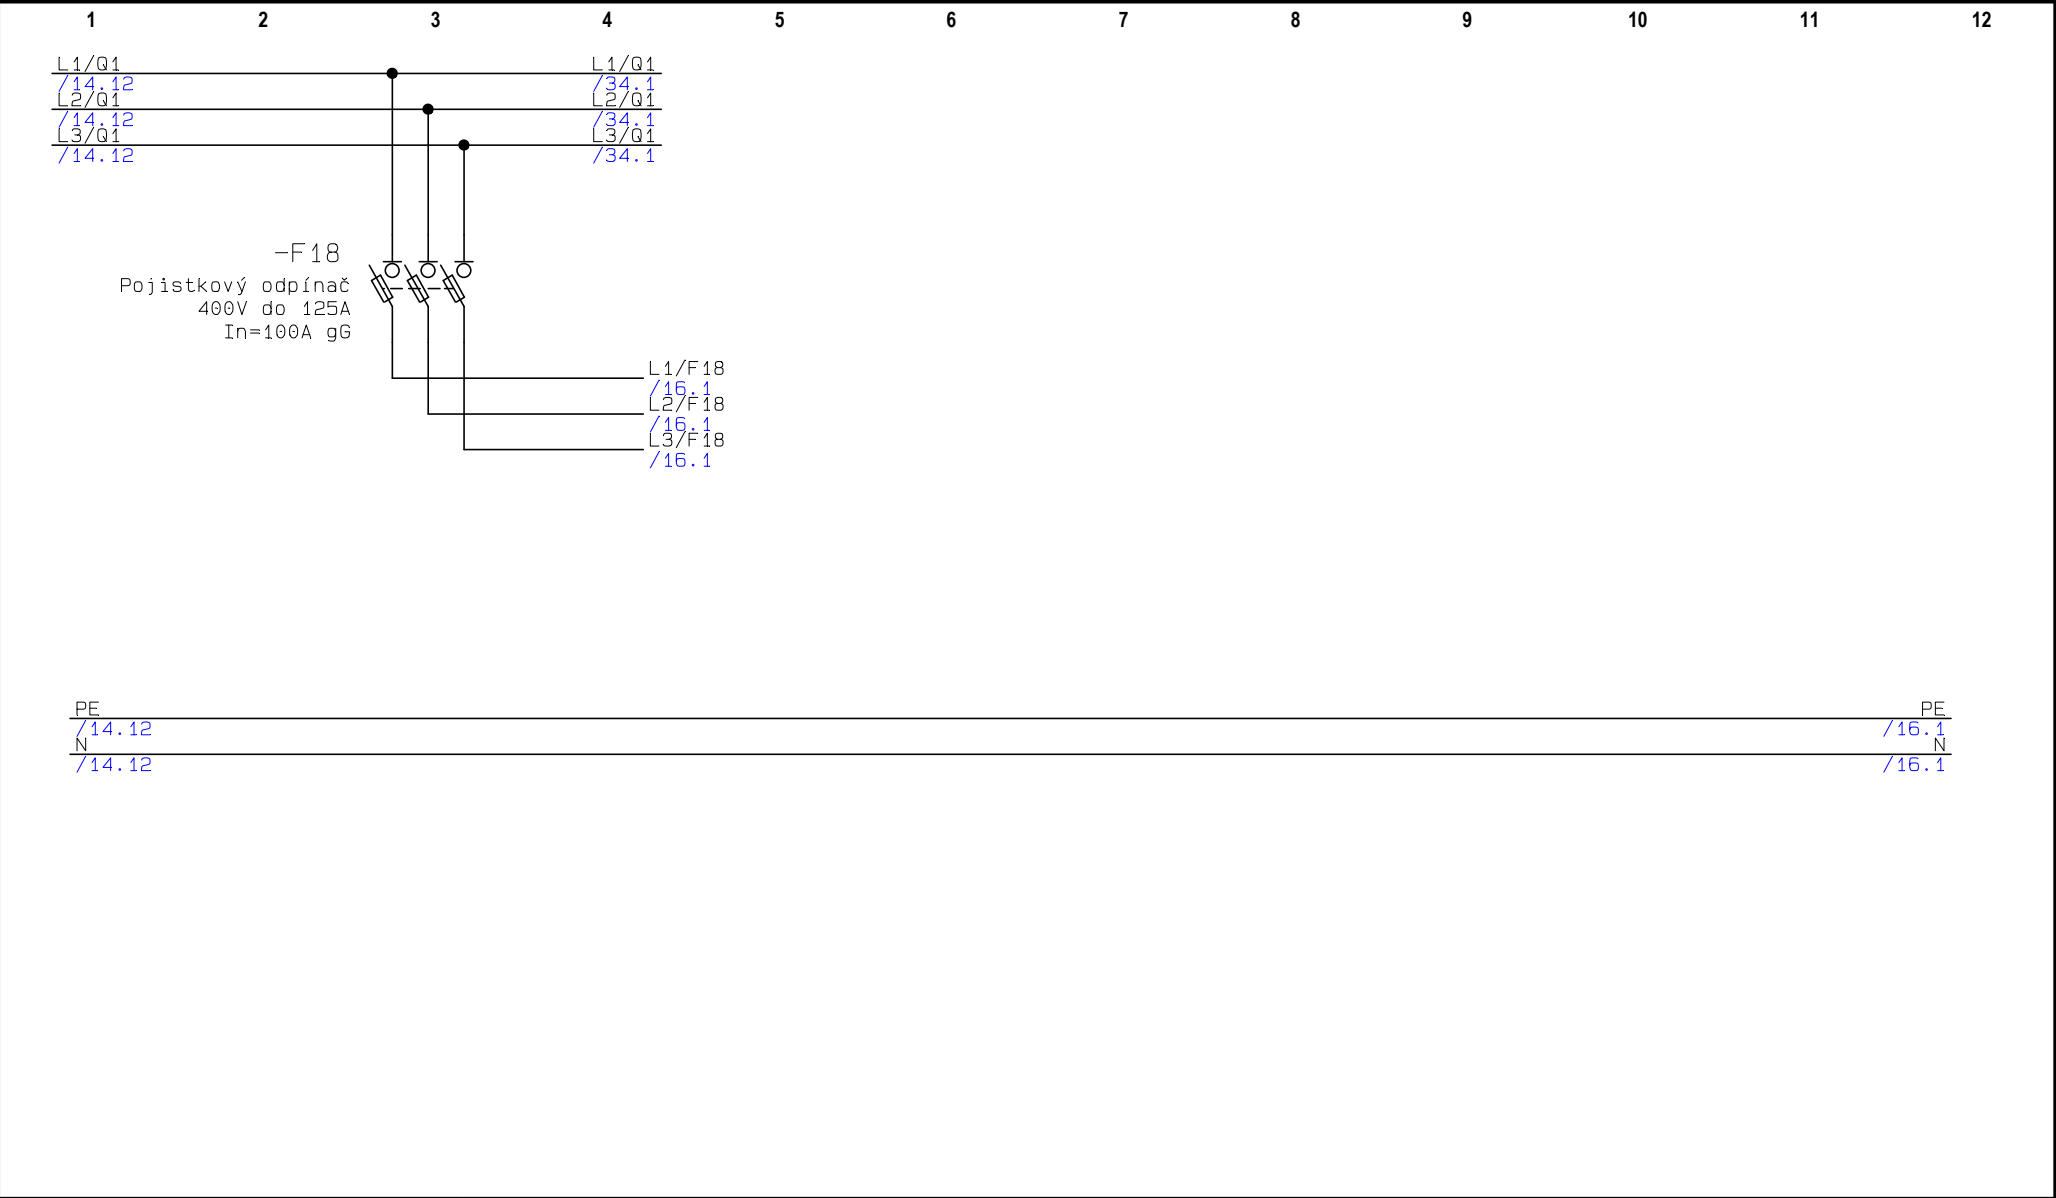 1 2 3 4 5 6 7 8 9 10 11 12
L1/Q1 L1/Q1
/14.12 /34.1
L2/Q1 L2/Q1
/14.12 /34.1
L3/Q1 L3/Q1
/14.12 /34.1
-F18
Pojistkový odpínač
400V do 125A
In=100A gG
L1/F18
/16.1
L2/F18
/16.1
L3/F18
/16.1
PE PE
/14.12 /16.1
N N
/14.12 /16.1